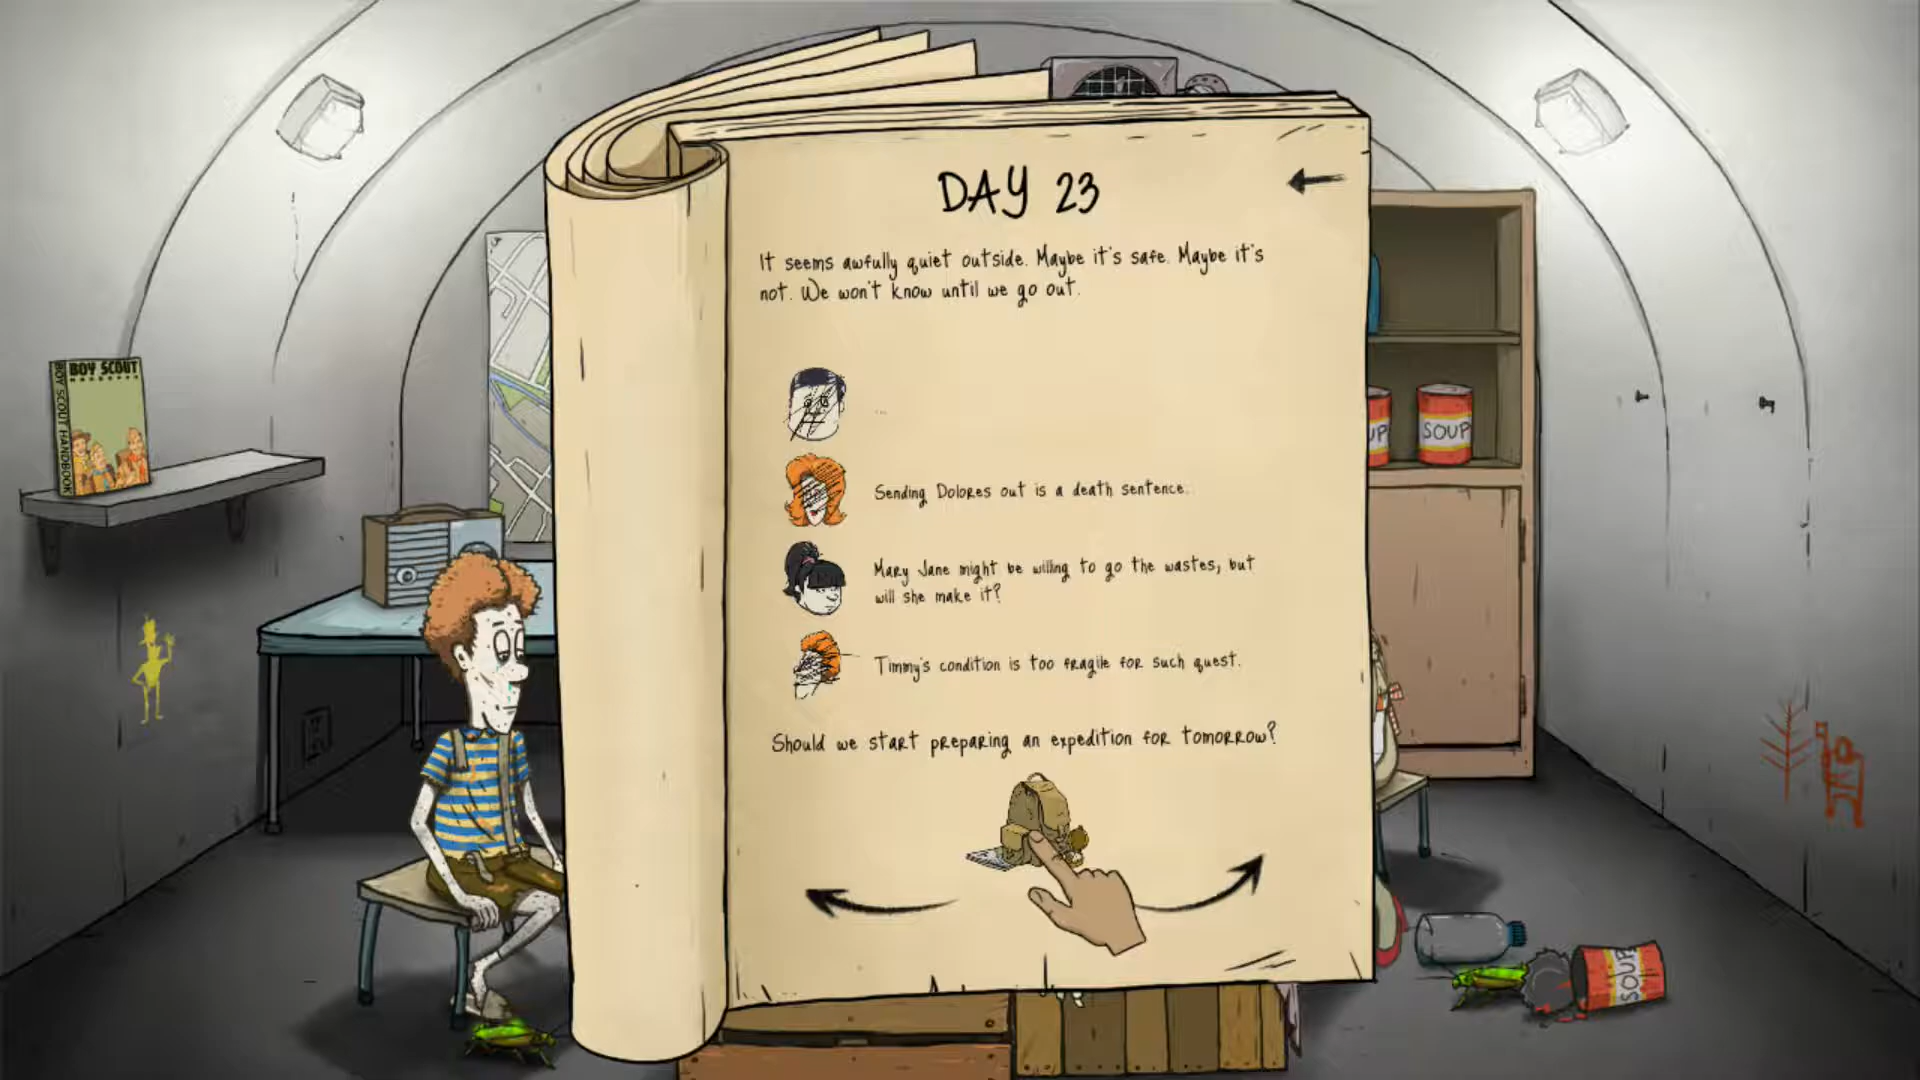 DAY 23
It seems awfully quiet outside. Maybe it's safe. Maybe it's
not. We won't know until we go out.
...
Sending Dolores out is a death sentence.
Mary Jane might be willing to go the wastes, but
will she make it?
Timmy's condition is too fragile for such quest.
Should we start preparing an expedition for tomorrow?
BOY SCOUT
BOY SCOUT HANDBOOK
UP
SOUP
SOUP